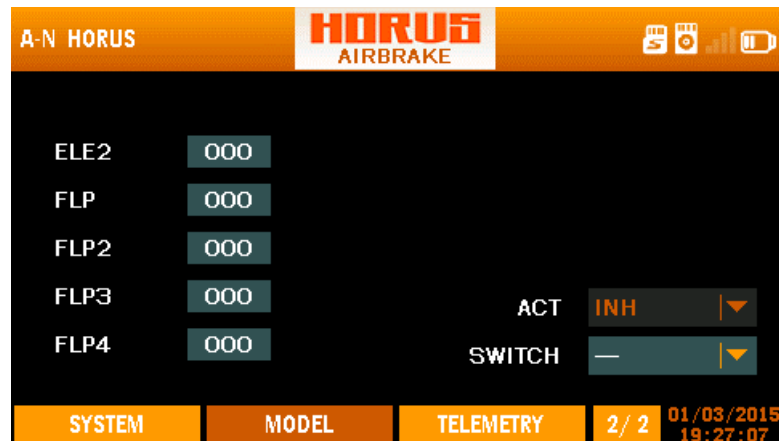 A-N HORUS
HORUS
AIRBRAKE
ELE2 000
FLP 000
FLP2 000
FLP3 000
FLP4 000
ACT INH
SWITCH —
SYSTEM MODEL TELEMETRY 2/2 01/03/2015
19:27:07